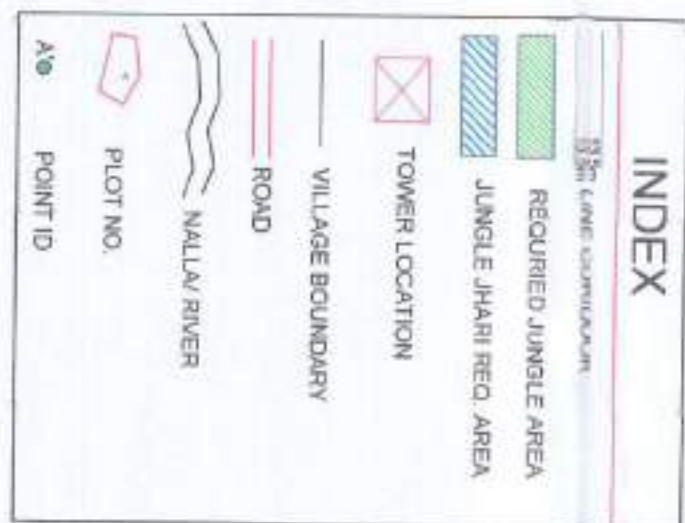 INDEX
LINE CORIDOOR
REQURIED JUNGLE AREA
JUNGLE JHARI REQ. AREA
TOWER LOCATION
VILLAGE BOUNDARY
ROAD
NALLA/ RIVER
PLOT NO.
A' POINT ID